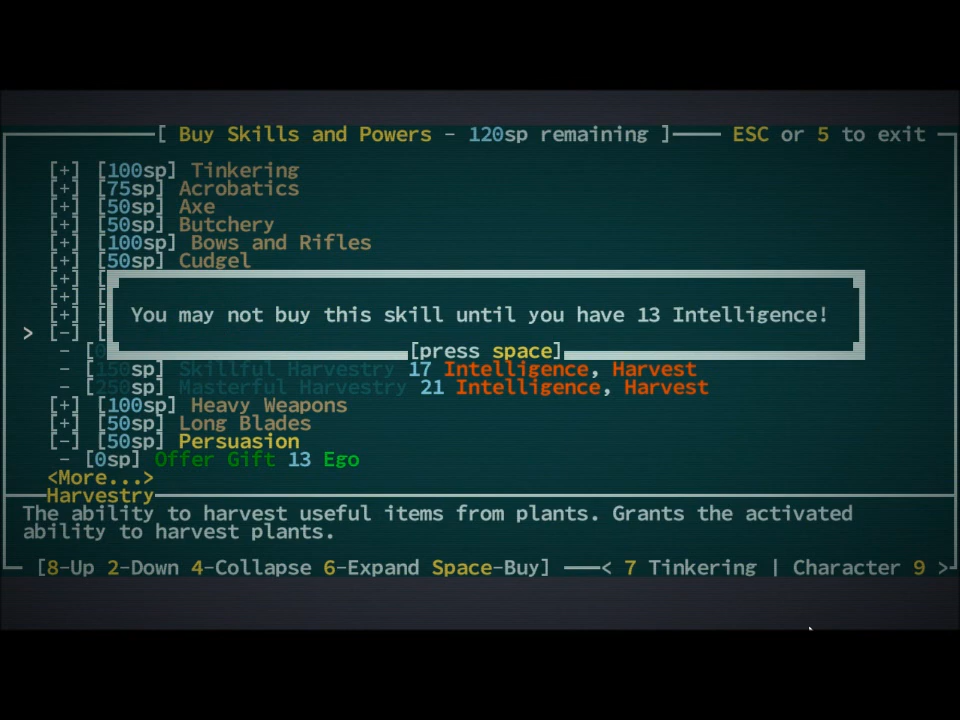 [ Buy Skills and Powers - 120sp remaining ] ESC or 5 to exit
[+] [100sp] Tinkering
[+] [75sp] Acrobatics
[+] [50sp] Axe
[+] [50sp] Butchery
[+] [100sp] Bows and Rifles
[+] [50sp] Cudgel
[+] [
[+] [
You may not buy this skill until you have 13 Intelligence!
[+] [
> [-] [
[press space]
- [
- [150sp] Skillful Harvestry 17 Intelligence, Harvest
- [250sp] Masterful Harvestry 21 Intelligence, Harvest
[+] [100sp] Heavy Weapons
[+] [50sp] Long Blades
[-] [50sp] Persuasion
- [0sp] Offer Gift 13 Ego
<More...>
Harvestry
The ability to harvest useful items from plants. Grants the activated
ability to harvest plants.
[8-Up 2-Down 4-Collapse 6-Expand Space-Buy] < 7 Tinkering | Character 9 >